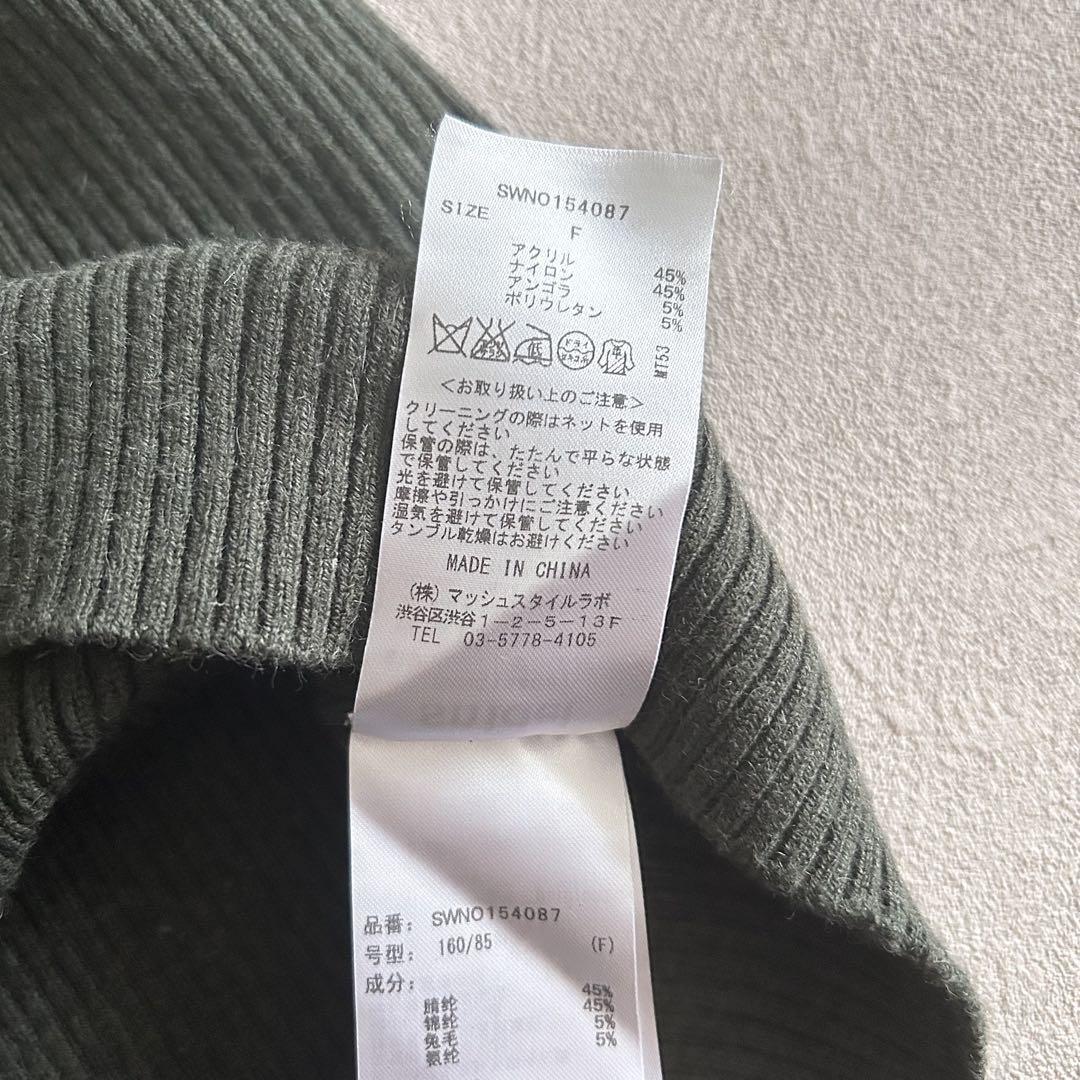 SWNO154087
SIZE
F
アクリル 45%
ナイロン 45%
アンゴラ 5%
ポリウレタン 5%
低
ドライ
WT53
<お取り扱い上のご注意>
クリーニングの際はネットを使用
してください
保管の際は、たたんで平らな状態
で保管してください
光を避けて保管してください
摩擦や引っかけにご注意ください
湿気を避けて保管してください
タンブル乾燥はお避けください
MADE IN CHINA
(株)マッシュスタイルラボ
渋谷区渋谷1-2-5-13F
TEL 03-5778-4105
品番: SWNO154087
号型: 160/85 (F)
成分:
腈纶 45%
锦纶 45%
兔毛 5%
氨纶 5%